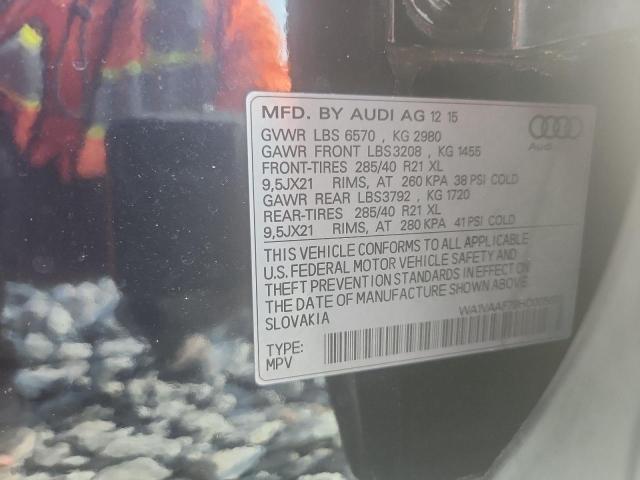 MFD. BY AUDI AG 12 15
GVWR LBS 6570 , KG 2980
GAWR FRONT LBS3208 , KG 1455
FRONT-TIRES 285/40 R21 XL
9,5JX21 RIMS, AT 260 KPA 38 PSI COLD
GAWR REAR LBS3792 , KG 1720
REAR-TIRES 285/40 R21 XL
9,5JX21 RIMS, AT 280 KPA 41 PSI COLD
Audi
THIS VEHICLE CONFORMS TO ALL APPLICABLE
U.S. FEDERAL MOTOR VEHICLE SAFETY AND
THEFT PREVENTION STANDARDS IN EFFECT ON
THE DATE OF MANUFACTURE SHOWN ABOVE.
SLOVAKIA
TYPE:
MPV